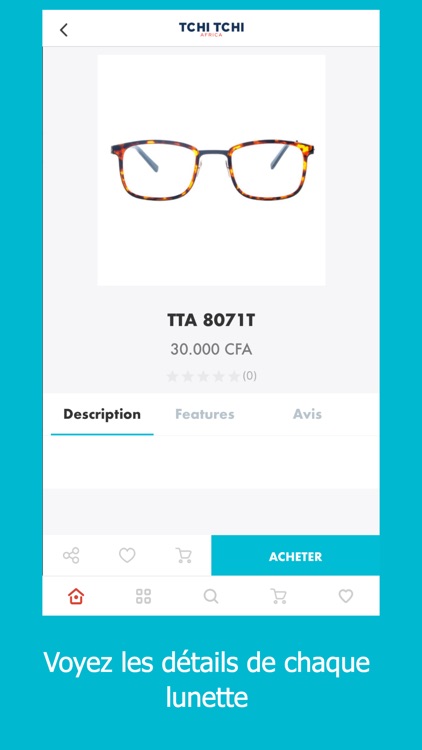 TCHI TCHI
AFRICA
TTA 8071T
30.000 CFA
(0)
Description Features Avis
ACHETER
Voyez les détails de chaque
lunette